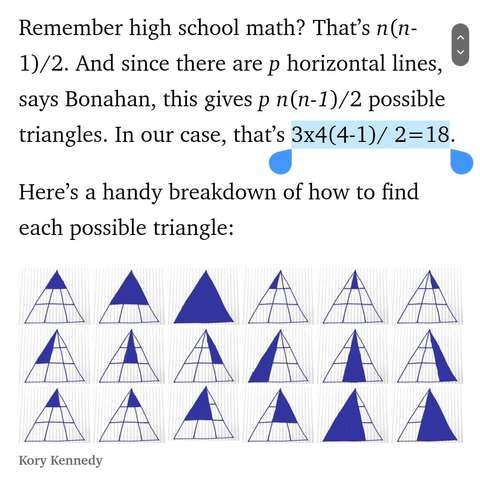 Remember high school math? That’s n(n-
1)/2. And since there are p horizontal lines,
says Bonahan, this gives p n(n-1)/2 possible
triangles. In our case, that’s 3x4(4-1)/ 2=18.
Here’s a handy breakdown of how to find
each possible triangle:
Kory Kennedy